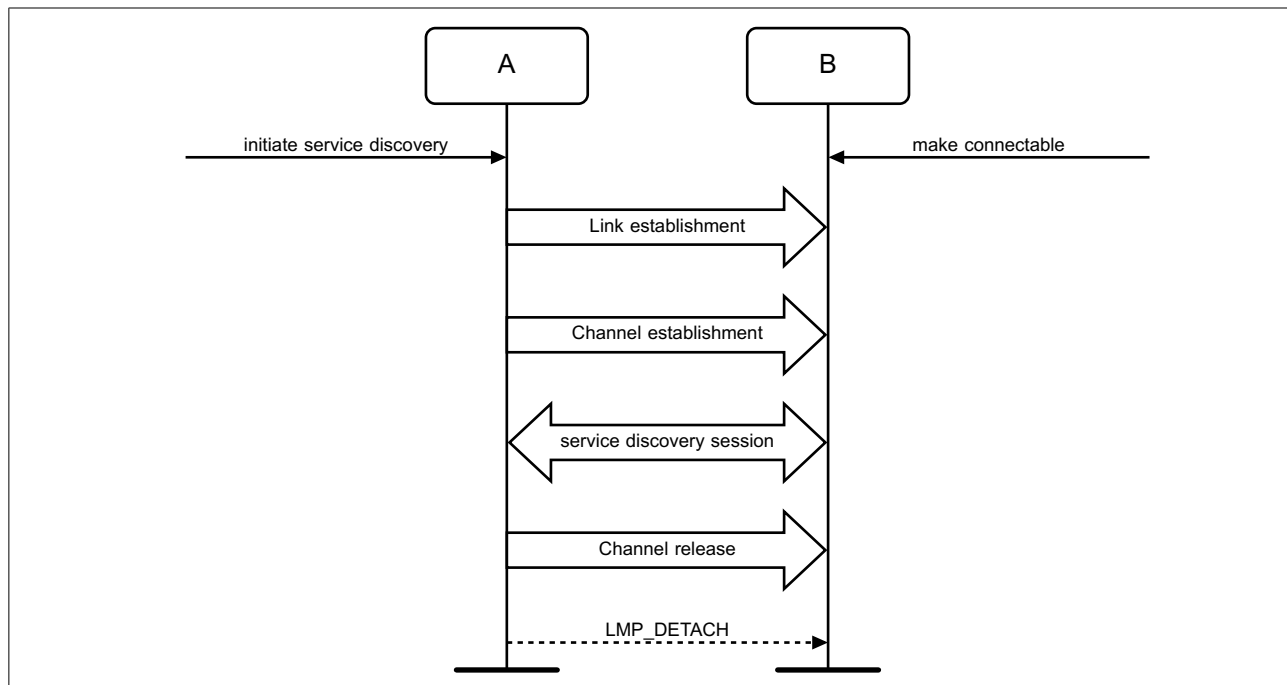 A
B
initiate service discovery
make connectable
Link establishment
Channel establishment
service discovery session
Channel release
LMP_DETACH